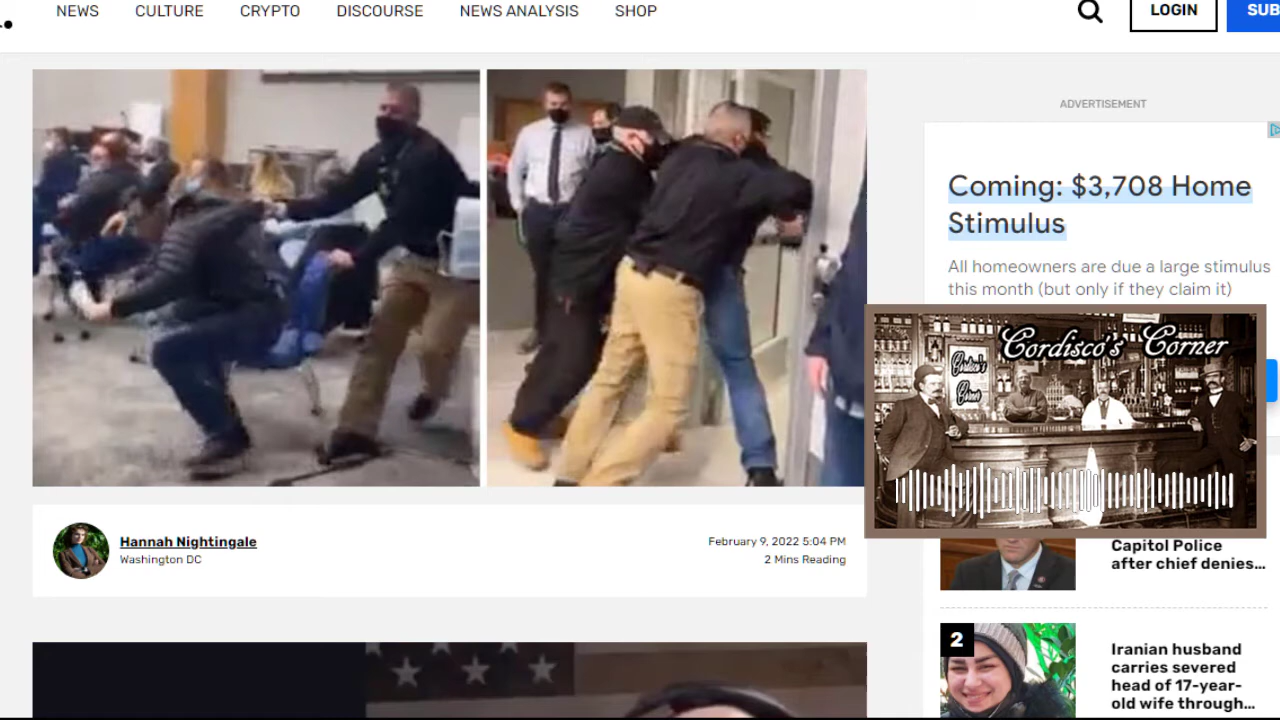 NEWS CULTURE CRYPTO DISCOURSE NEWS ANALYSIS SHOP
LOGIN
SUB
ADVERTISEMENT
Coming: $3,708 Home
Stimulus
All homeowners are due a large stimulus
this month (but only if they claim it)
Cordisco's Corner
Cordisco's
Corner
Hannah Nightingale
Washington DC
February 9, 2022 5:04 PM
2 Mins Reading
Capitol Police
after chief denies...
2
Iranian husband
carries severed
head of 17-year-
old wife through...